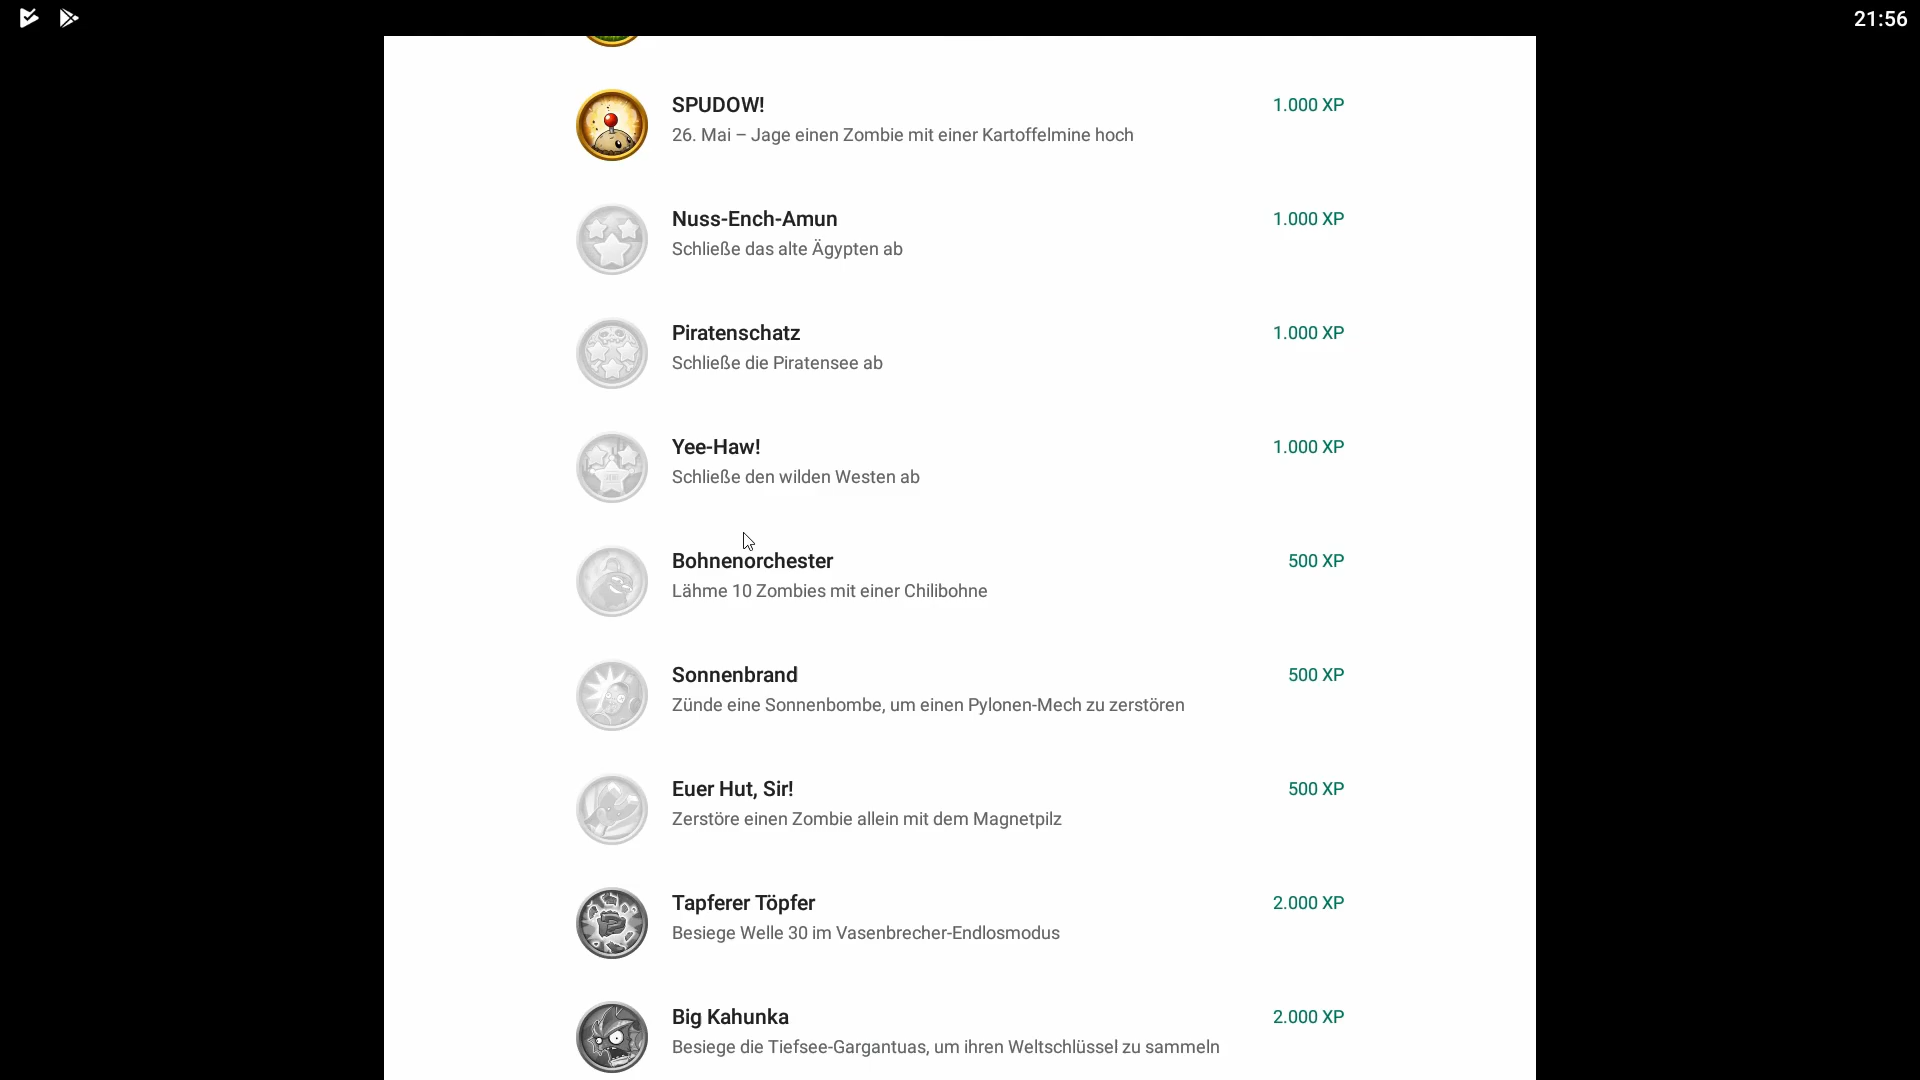 21:56
SPUDOW!
1.000 XP
26. Mai – Jage einen Zombie mit einer Kartoffelmine hoch
Nuss-Ench-Amun
1.000 XP
Schließe das alte Ägypten ab
Piratenschatz
1.000 XP
Schließe die Piratensee ab
Yee-Haw!
1.000 XP
Schließe den wilden Westen ab
Bohnenorchester
500 XP
Lähme 10 Zombies mit einer Chilibohne
Sonnenbrand
500 XP
Zünde eine Sonnenbombe, um einen Pylonen-Mech zu zerstören
Euer Hut, Sir!
500 XP
Zerstöre einen Zombie allein mit dem Magnetpilz
Tapferer Töpfer
2.000 XP
Besiege Welle 30 im Vasenbrecher-Endlosmodus
Big Kahunka
2.000 XP
Besiege die Tiefsee-Gargantuas, um ihren Weltschlüssel zu sammeln